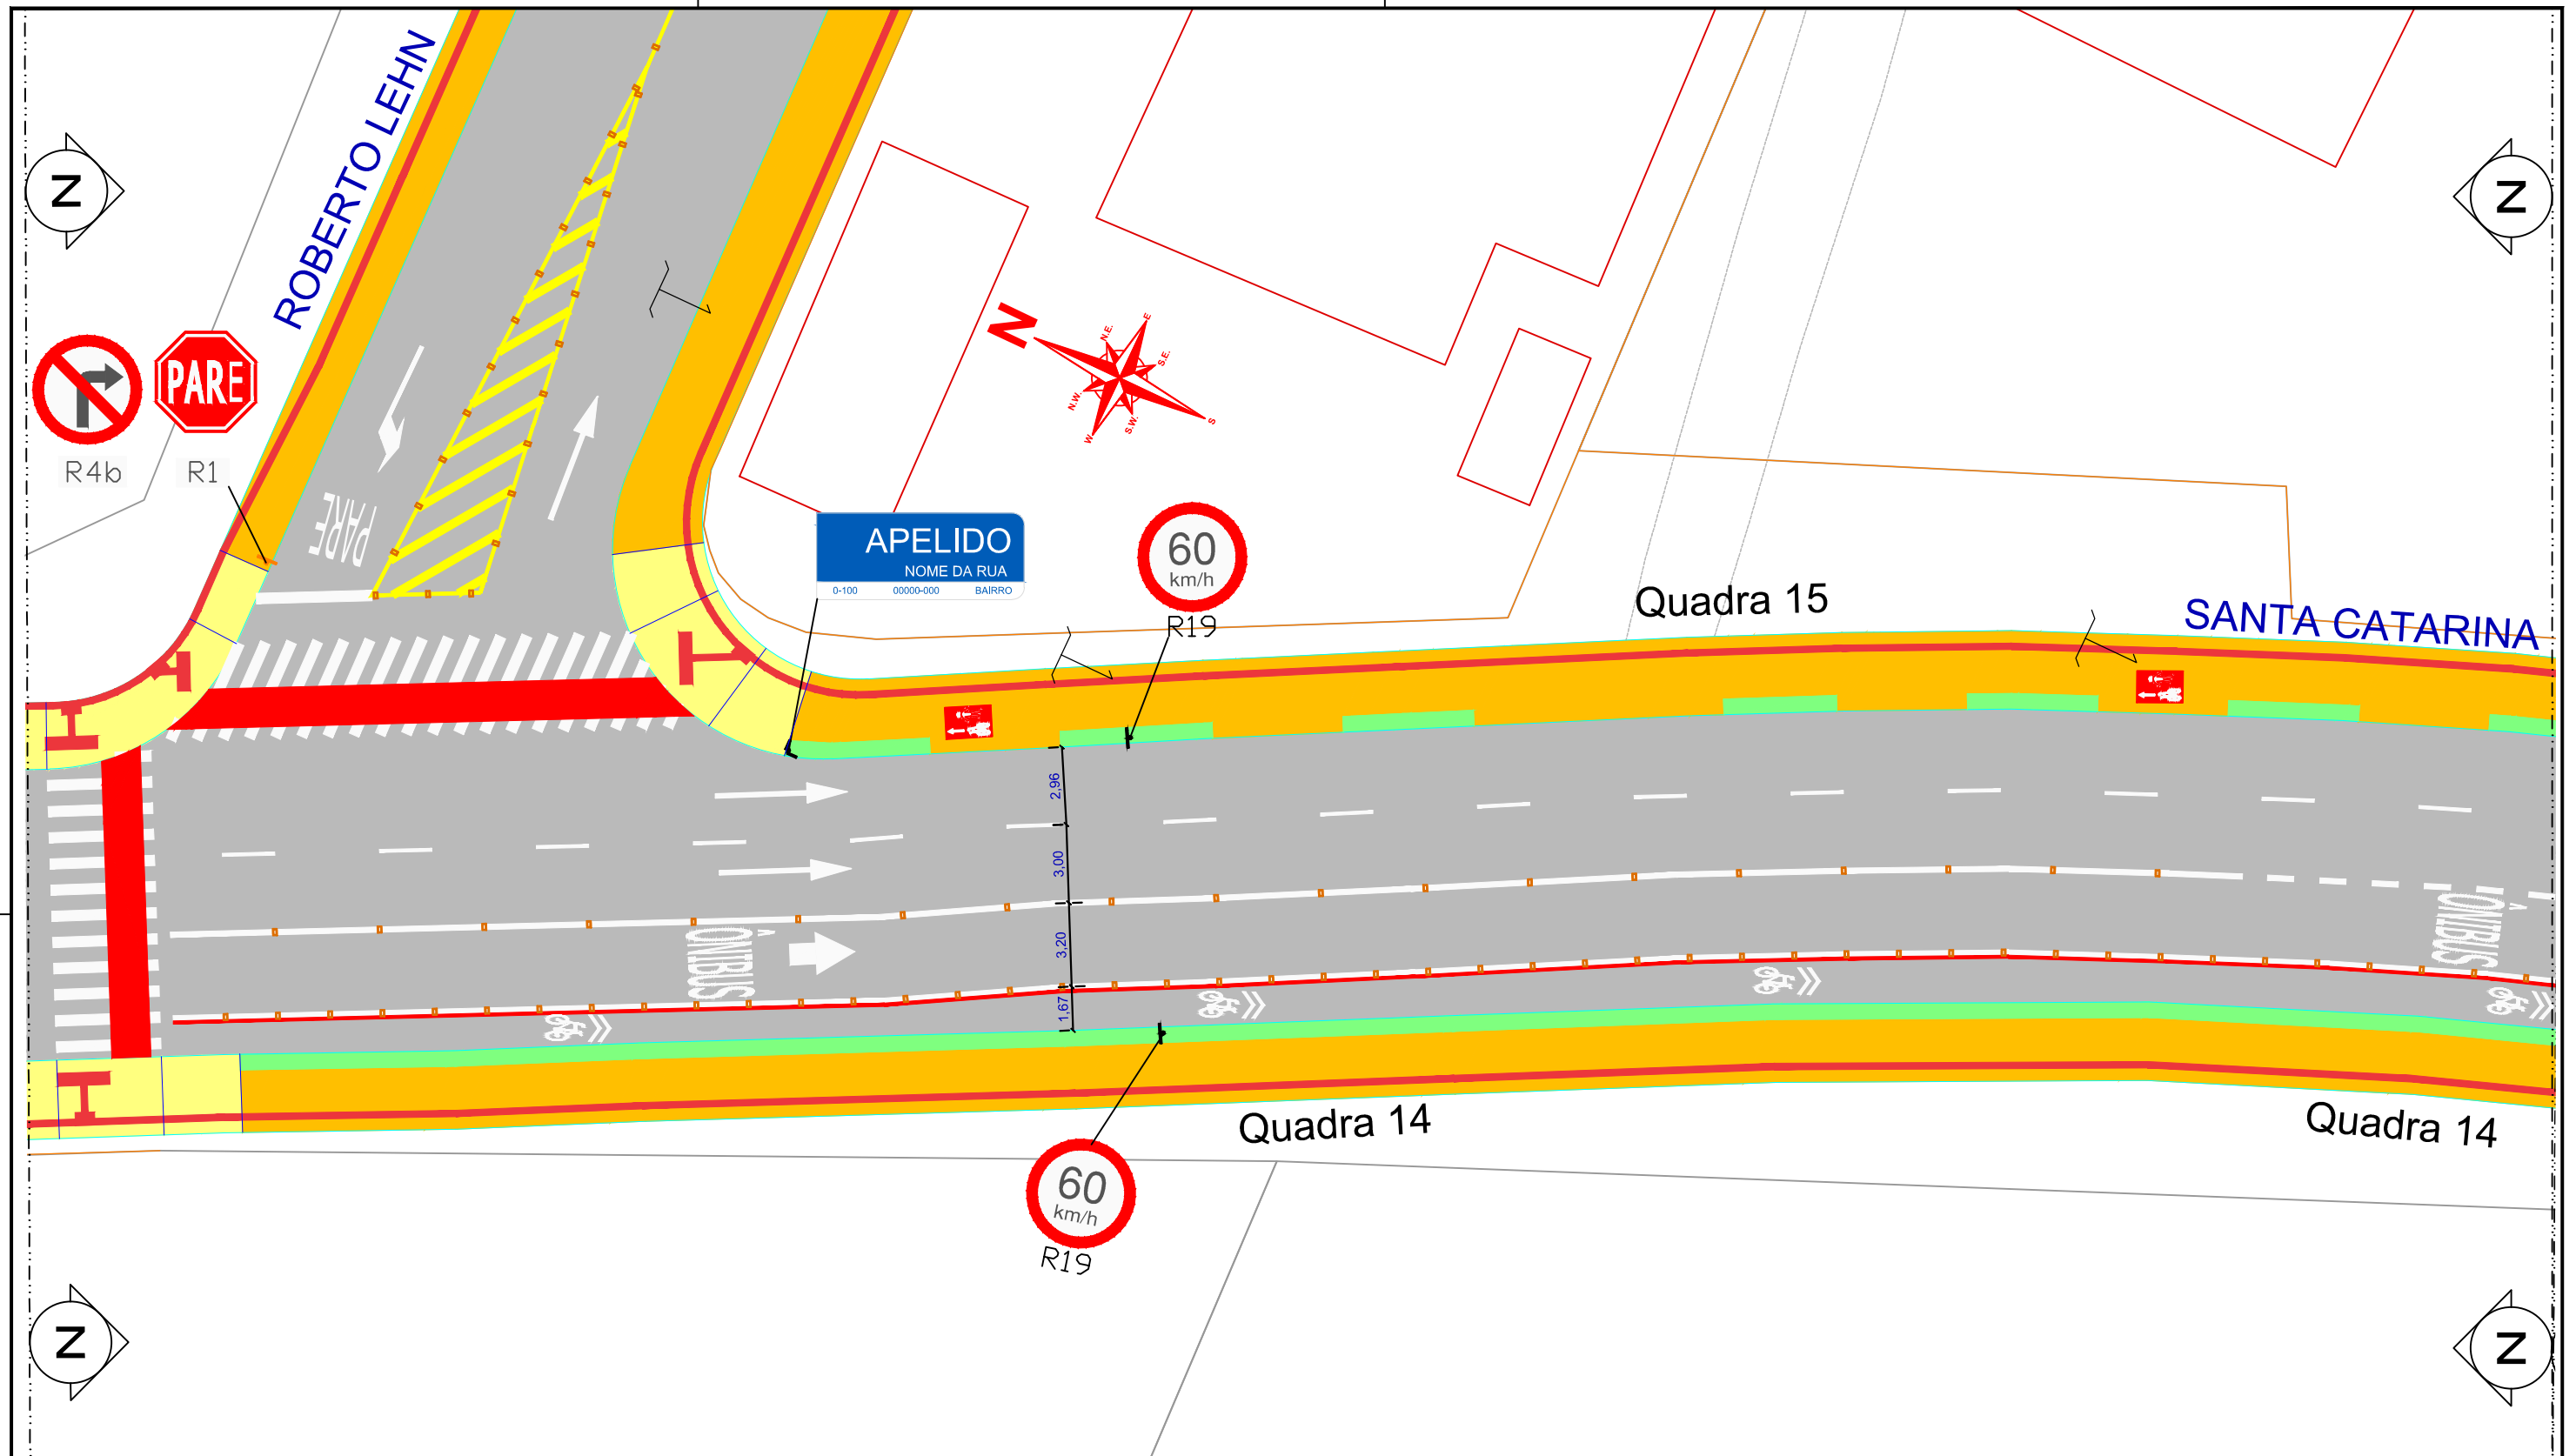 ROBERTO LEHN
N
N
PARE
R4b
R1
N
N.E.
E
S.E.
S
S.W.
W
N.W.
PARE
APELIDO
NOME DA RUA
0-100 00000-000 BAIRRO
60
km/h
R19
Quadra 15
SANTA CATARINA
2,96
3,00
3,20
1,67
ÔNIBUS
ÔNIBUS
Quadra 14
Quadra 14
60
km/h
R19
N
N